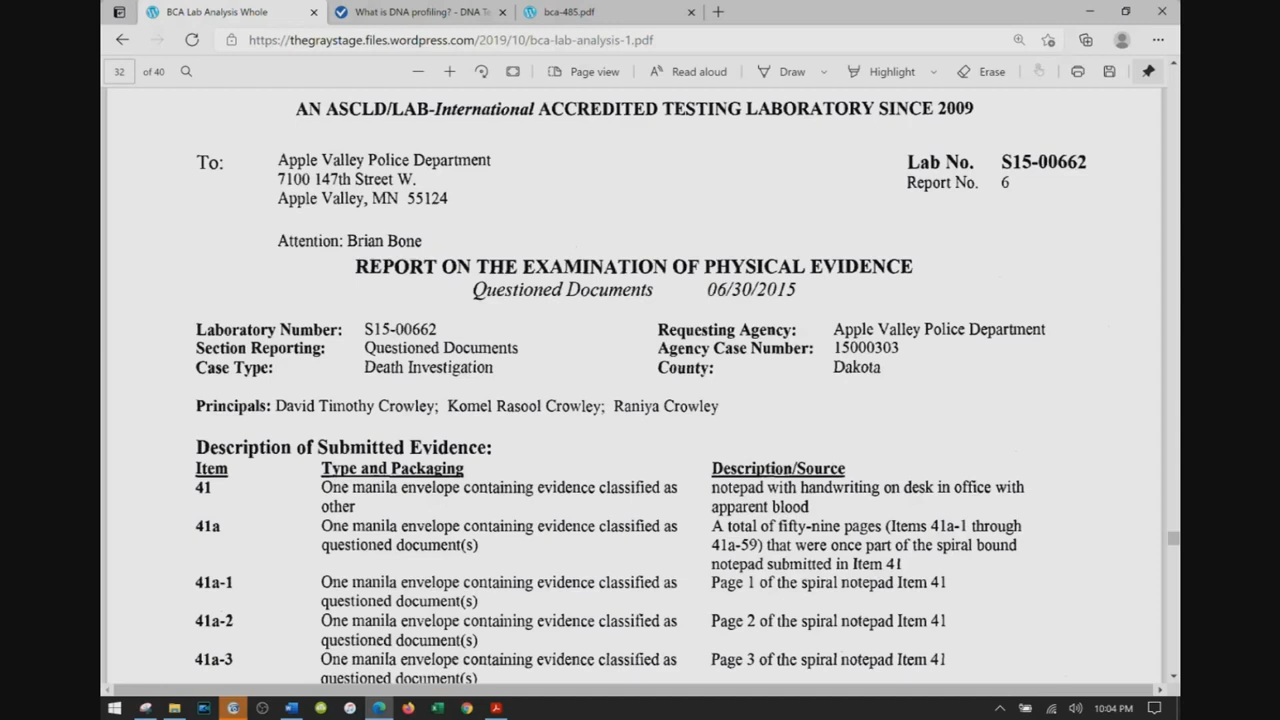 BCA Lab Analysis Whole
What is DNA profiling? - DNA T
bca-485.pdf
https://thegraystage.files.wordpress.com/2019/10/bca-lab-analysis-1.pdf
32 of 40
Page view
Read aloud
Draw
Highlight
Erase
AN ASCLD/LAB-International ACCREDITED TESTING LABORATORY SINCE 2009
To: Apple Valley Police Department
7100 147th Street W.
Apple Valley, MN 55124
Lab No. S15-00662
Report No. 6
Attention: Brian Bone
REPORT ON THE EXAMINATION OF PHYSICAL EVIDENCE
Questioned Documents 06/30/2015
Laboratory Number: S15-00662 Requesting Agency: Apple Valley Police Department
Section Reporting: Questioned Documents Agency Case Number: 15000303
Case Type: Death Investigation County: Dakota
Principals: David Timothy Crowley; Komel Rasool Crowley; Raniya Crowley
Description of Submitted Evidence:
Item Type and Packaging Description/Source
41 One manila envelope containing evidence classified as notepad with handwriting on desk in office with
other apparent blood
41a One manila envelope containing evidence classified as A total of fifty-nine pages (Items 41a-1 through
questioned document(s) 41a-59) that were once part of the spiral bound
notepad submitted in Item 41
41a-1 One manila envelope containing evidence classified as Page 1 of the spiral notepad Item 41
questioned document(s)
41a-2 One manila envelope containing evidence classified as Page 2 of the spiral notepad Item 41
questioned document(s)
41a-3 One manila envelope containing evidence classified as Page 3 of the spiral notepad Item 41
questioned document(s)
10:04 PM